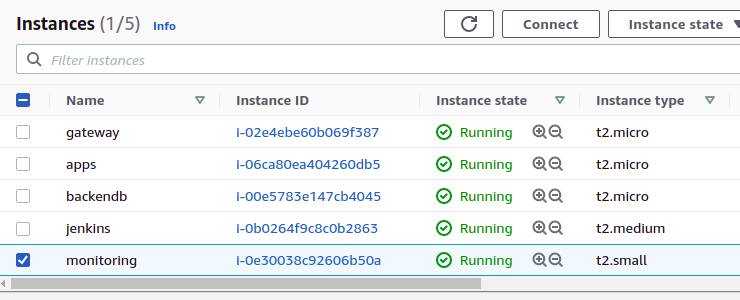 Instances (1/5) Info Connect Instance state
Filter instances
Name Instance ID Instance state Instance type
gateway i-02e4ebe60b069f387 Running t2.micro
apps i-06ca80ea404260db5 Running t2.micro
backendb i-00e5783e147cb4045 Running t2.micro
jenkins i-0b0264f9c8c0b2863 Running t2.medium
monitoring i-0e30038c92606b50a Running t2.small